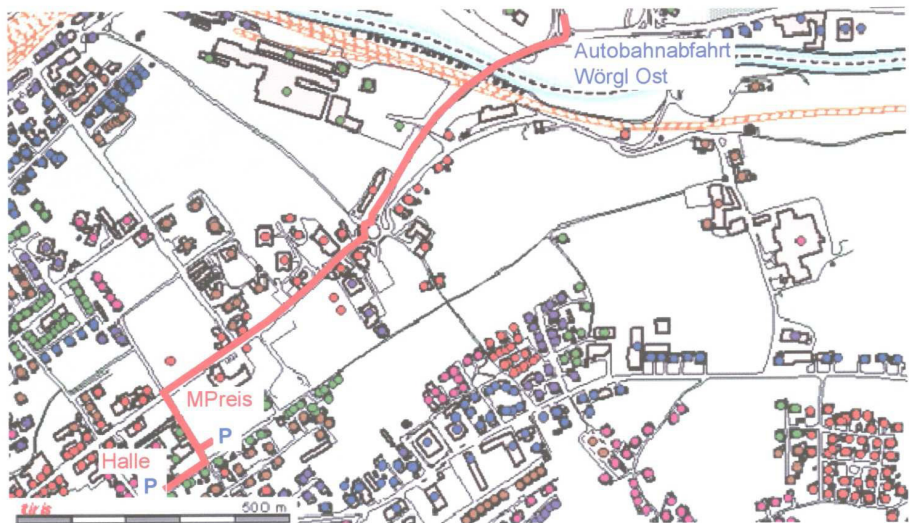 Autobahnabfahrt
Wörgl Ost
MPreis
P
Halle
P
tiris
500 m